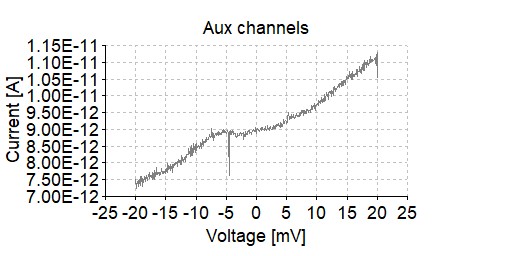 Aux channels
1.15E-11
1.10E-11
1.05E-11
1.00E-11
9.50E-12
9.00E-12
8.50E-12
8.00E-12
7.50E-12
7.00E-12
Current [A]
-25 -20 -15 -10 -5 0 5 10 15 20 25
Voltage [mV]